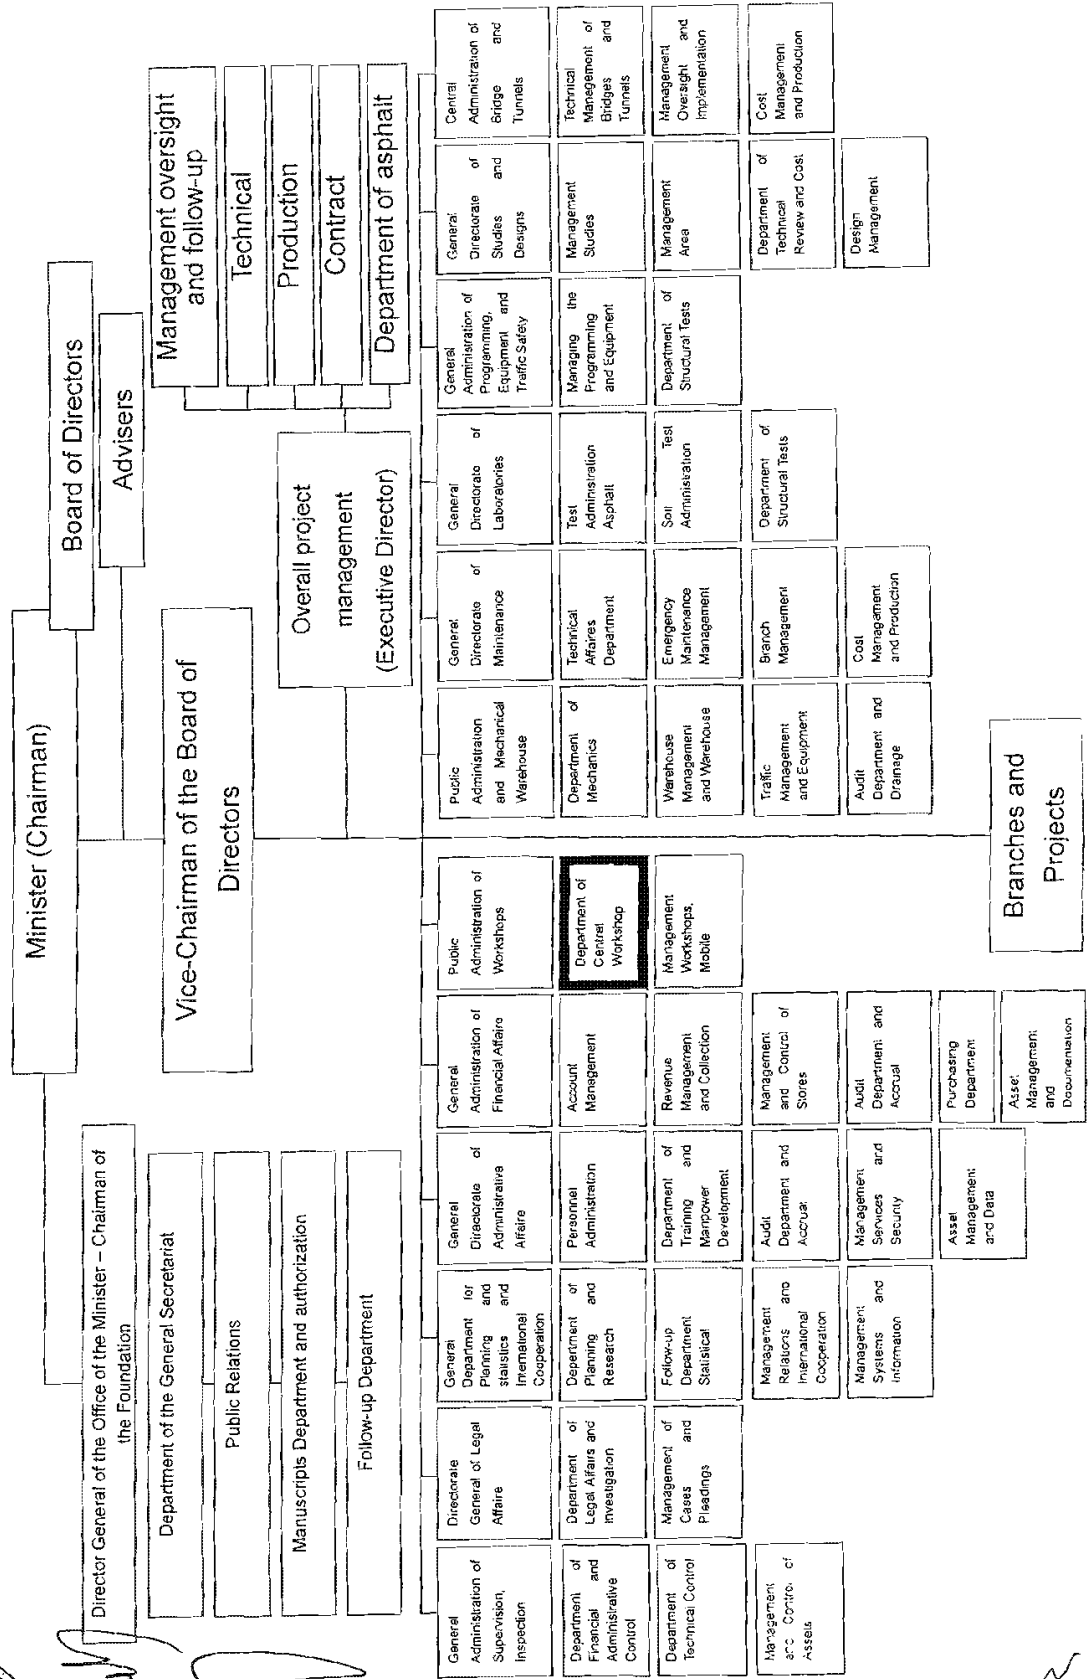 Minister (Chairman)
Board of Directors
Advisers
Director General of the Office of the Minister – Chairman of
the Foundation
Department of the General Secretariat
Public Relations
Manuscripts Department and authorization
Follow-up Department
Vice-Chairman of the Board of
Directors
Overall project
management
(Executive Director)
Management oversight
and follow-up
Technical
Production
Contract
Department of asphalt
General
Administration of
Supervision,
Inspection
Department of
Financial and
Administrative
Control
Department of
Technical Control
Management
and Control of
Assets
Directorate
General of Legal
Affaire
Department of
Legal Affairs and
Investigation
Management of
Cases and
Pleadings
General
Department for
Planning and
statistics and
International
Cooperation
Department of
Planning and
Research
Follow-up
Department
Statistical
Management
Relations and
International
Cooperation
Management
Systems and
Information
General
Directorate of
Administrative
Affaire
Personnel
Administration
Department of
Training and
Manpower
Development
Audit
Department and
Accrual
Management
Services and
Security
Asset
Management
and Data
General
Administration of
Financial Affaire
Account
Management
Revenue
Management
and Collection
Management
and Control of
Stores
Audit
Department and
Accrual
Purchasing
Department
Asset
Management
and
Documentation
Public
Administration of
Workshops
Department of
Central
Workshop
Management
Workshops,
Mobile
Public
Administration
and Mechanical
Warehouse
Department of
Mechanics
Warehouse
Management
and Warehouse
Traffic
Management
and Equipment
Audit
Department and
Drainage
General
Directorate of
Maintenance
Technical
Affaires
Department
Emergency
Maintenance
Management
Branch
Management
Cost
Management
and Production
General
Directorate of
Laboratories
Test
Administration
Asphalt
Soil Test
Administration
Department of
Structural Tests
General
Administration of
Programming,
Equipment and
Traffic Safety
Managing the
Programming
and Equipment
Department of
Structural Tests
General
Directorate of
Studies and
Designs
Management
Studies
Management
Area
Department of
Technical
Review and Cost
Design
Management
Central
Administration of
Bridge and
Tunnels
Technical
Management of
Bridges and
Tunnels
Management
Oversight and
Implementation
Cost
Management
and Production
Branches and
Projects